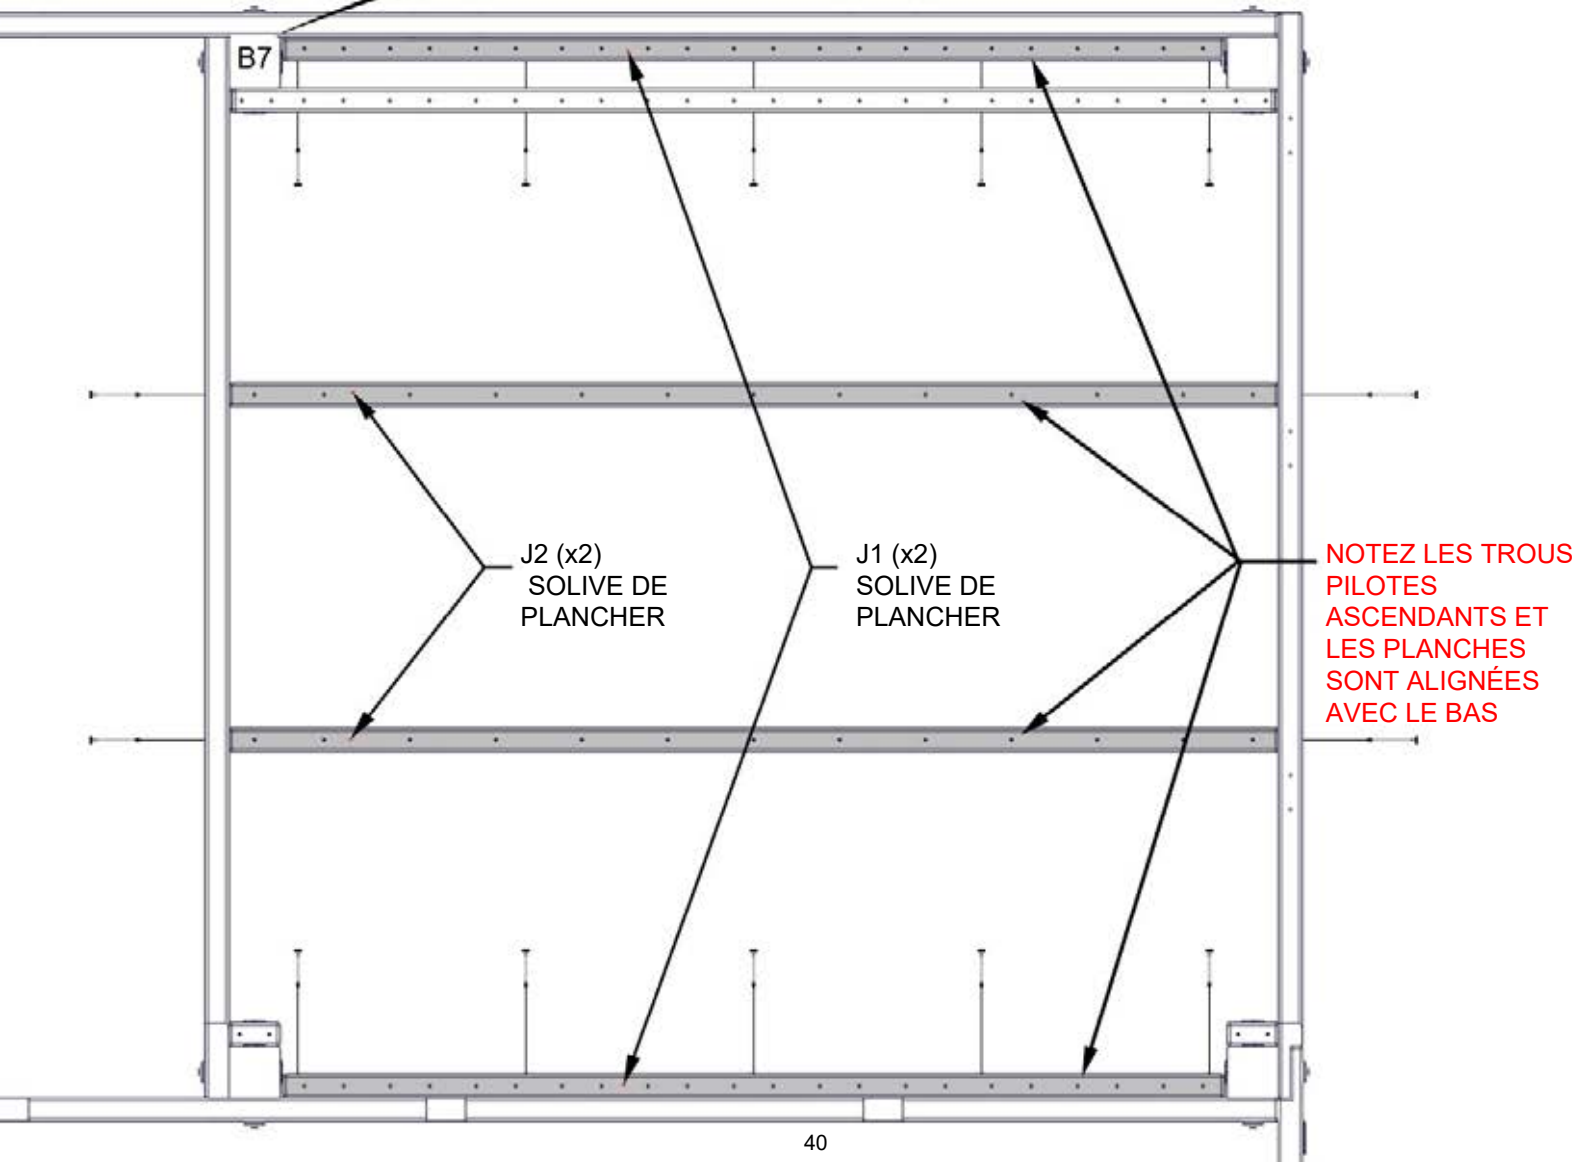 B7
J2 (x2)
SOLIVE DE
PLANCHER
J1 (x2)
SOLIVE DE
PLANCHER
NOTEZ LES TROUS
PILOTES
ASCENDANTS ET
LES PLANCHES
SONT ALIGNÉES
AVEC LE BAS
40